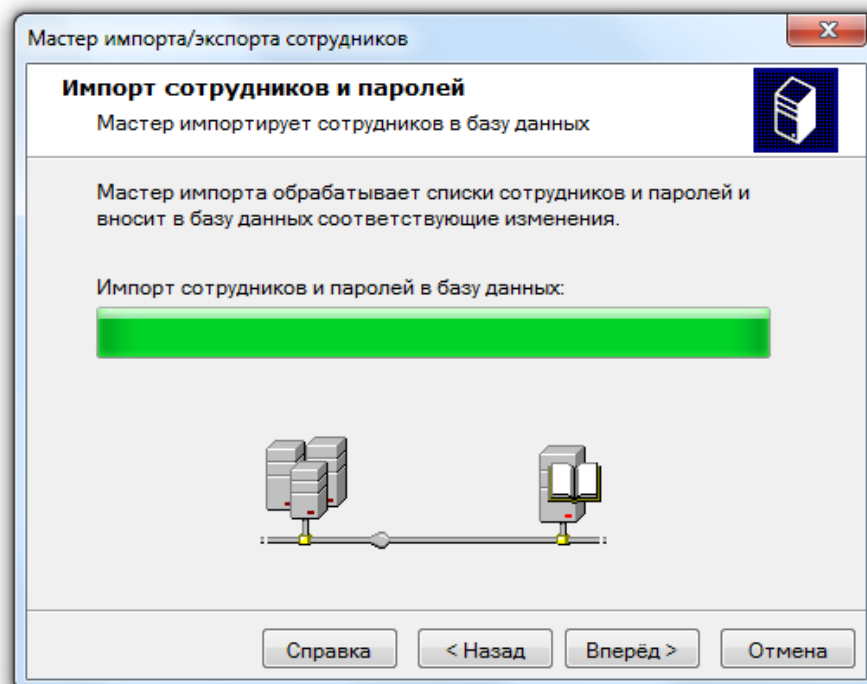 Мастер импорта/экспорта сотрудников
Импорт сотрудников и паролей
Мастер импортирует сотрудников в базу данных
Мастер импорта обрабатывает списки сотрудников и паролей и
вносит в базу данных соответствующие изменения.
Импорт сотрудников и паролей в базу данных:
Справка
< Назад
Вперёд >
Отмена